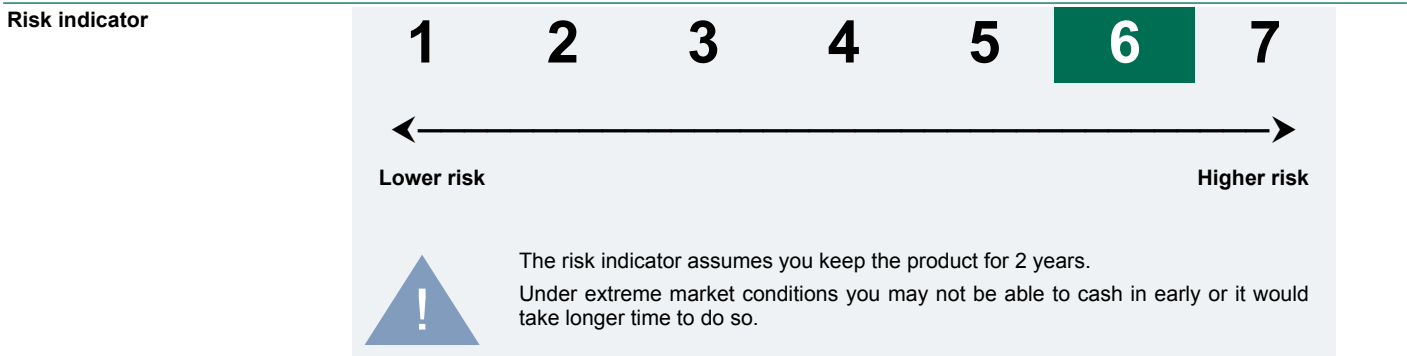 Risk indicator
1 2 3 4 5 6 7
Lower risk Higher risk
!
The risk indicator assumes you keep the product for 2 years.
Under extreme market conditions you may not be able to cash in early or it would
take longer time to do so.